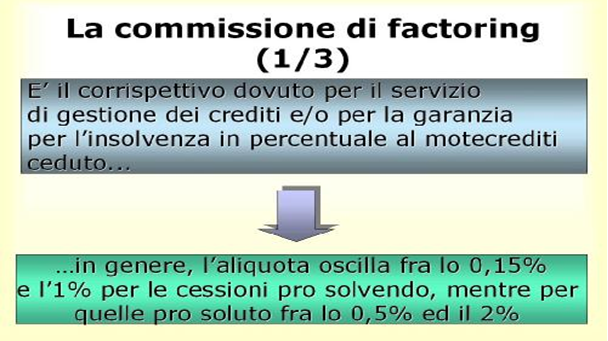 La commissione di factoring
(1/3)
E' il corrispettivo dovuto per il servizio
di gestione dei crediti e/o per la garanzia
per l'insolvenza in percentuale al motecrediti
ceduto...
...in genere, l'aliquota oscilla fra lo 0,15%
e l'1% per le cessioni pro solvendo, mentre per
quelle pro soluto fra lo 0,5% ed il 2%